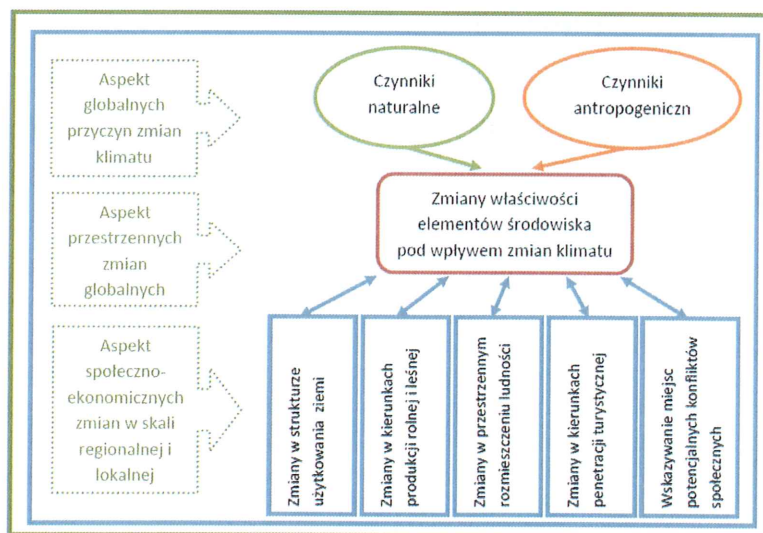 Aspekt
globalnych
przyczyn zmian
klimatu
Czynniki
naturalne
Czynniki
antropogeniczn
Aspekt
przestrzennych
zmian
globalnych
Zmiany właściwości
elementów środowiska
pod wpływem zmian klimatu
Aspekt
społeczno-
ekonomicznych
zmian w skali
regionalnej i
lokalnej
Zmiany w strukturze
użytkowania ziemi
Zmiany w kierunkach
produkcji rolnej i leśnej
Zmiany w przestrzennym
rozmieszczeniu ludności
Zmiany w kierunkach
penetracji turystycznej
Wskazywanie miejsc
potencjalnych konfliktów
społecznych